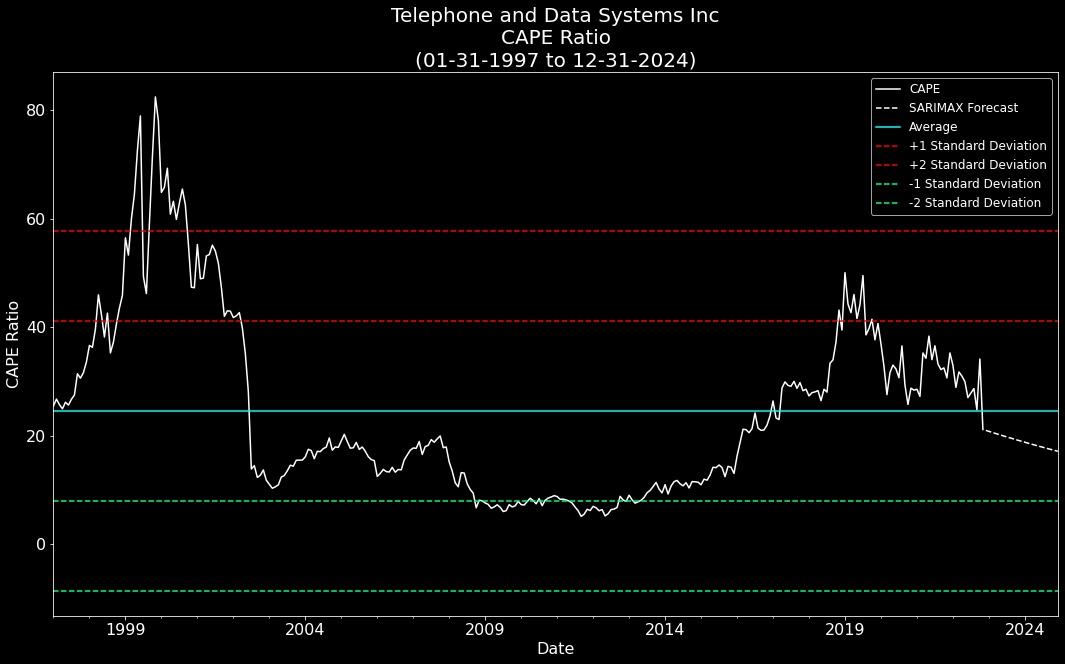 Telephone and Data Systems Inc
CAPE Ratio
(01-31-1997 to 12-31-2024)
CAPE
SARIMAX Forecast
Average
+1 Standard Deviation
+2 Standard Deviation
-1 Standard Deviation
-2 Standard Deviation
CAPE Ratio
80
60
40
20
0
1999 2004 2009 2014 2019 2024
Date